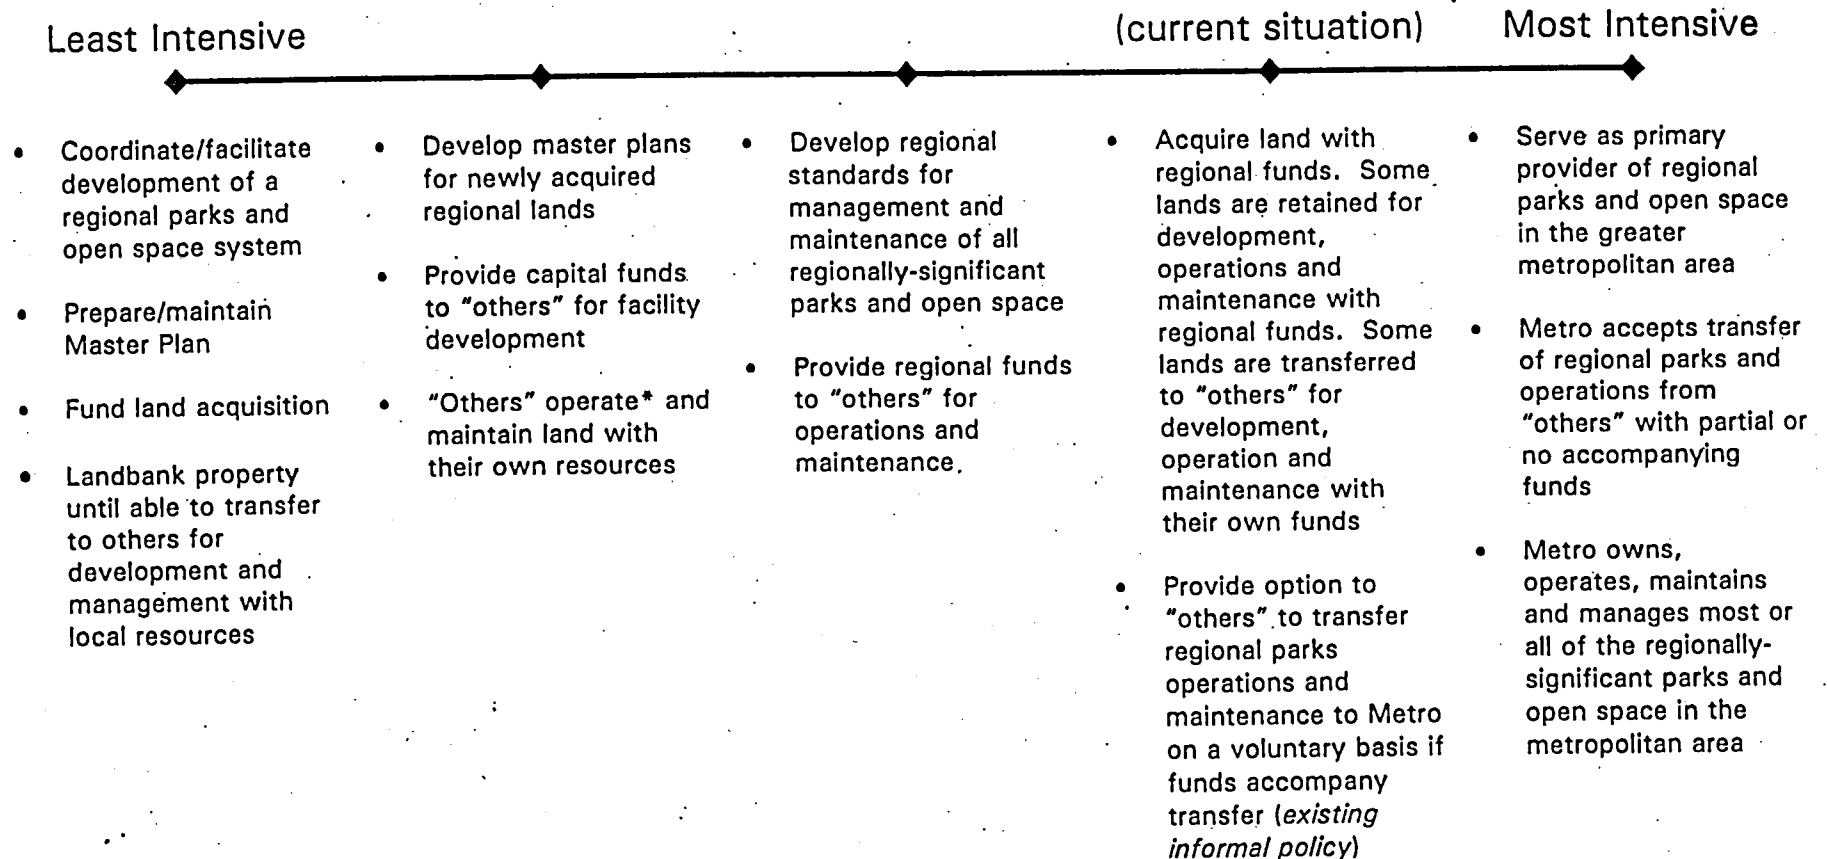 Least Intensive
(current situation)
Most Intensive
• Coordinate/facilitate
development of a
regional parks and
open space system
• Prepare/maintain
Master Plan
• Fund land acquisition
• Landbank property
until able to transfer
to others for
development and
management with
local resources
• Develop master plans
for newly acquired
regional lands
• Provide capital funds
to "others" for facility
development
• "Others" operate* and
maintain land with
their own resources
• Develop regional
standards for
management and
maintenance of all
regionally-significant
parks and open space
• Provide regional funds
to "others" for
operations and
maintenance.
• Acquire land with
regional funds. Some
lands are retained for
development,
operations and
maintenance with
regional funds. Some
lands are transferred
to "others" for
development,
operation and
maintenance with
their own funds
• Provide option to
"others" to transfer
regional parks
operations and
maintenance to Metro
on a voluntary basis if
funds accompany
transfer (existing
informal policy)
• Serve as primary
provider of regional
parks and open space
in the greater
metropolitan area
• Metro accepts transfer
of regional parks and
operations from
"others" with partial or
no accompanying
funds
• Metro owns,
operates, maintains
and manages most or
all of the regionally-
significant parks and
open space in the
metropolitan area